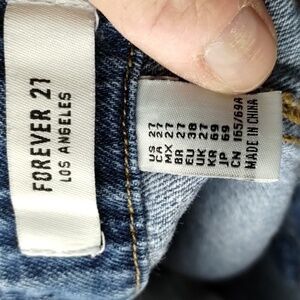 FOREVER 21
LOS ANGELES
US 27
CA 27
MX 27
BR 27
EU 38
UK 27
KR 69
JP 69
CN 165/69A
MADE IN CHINA